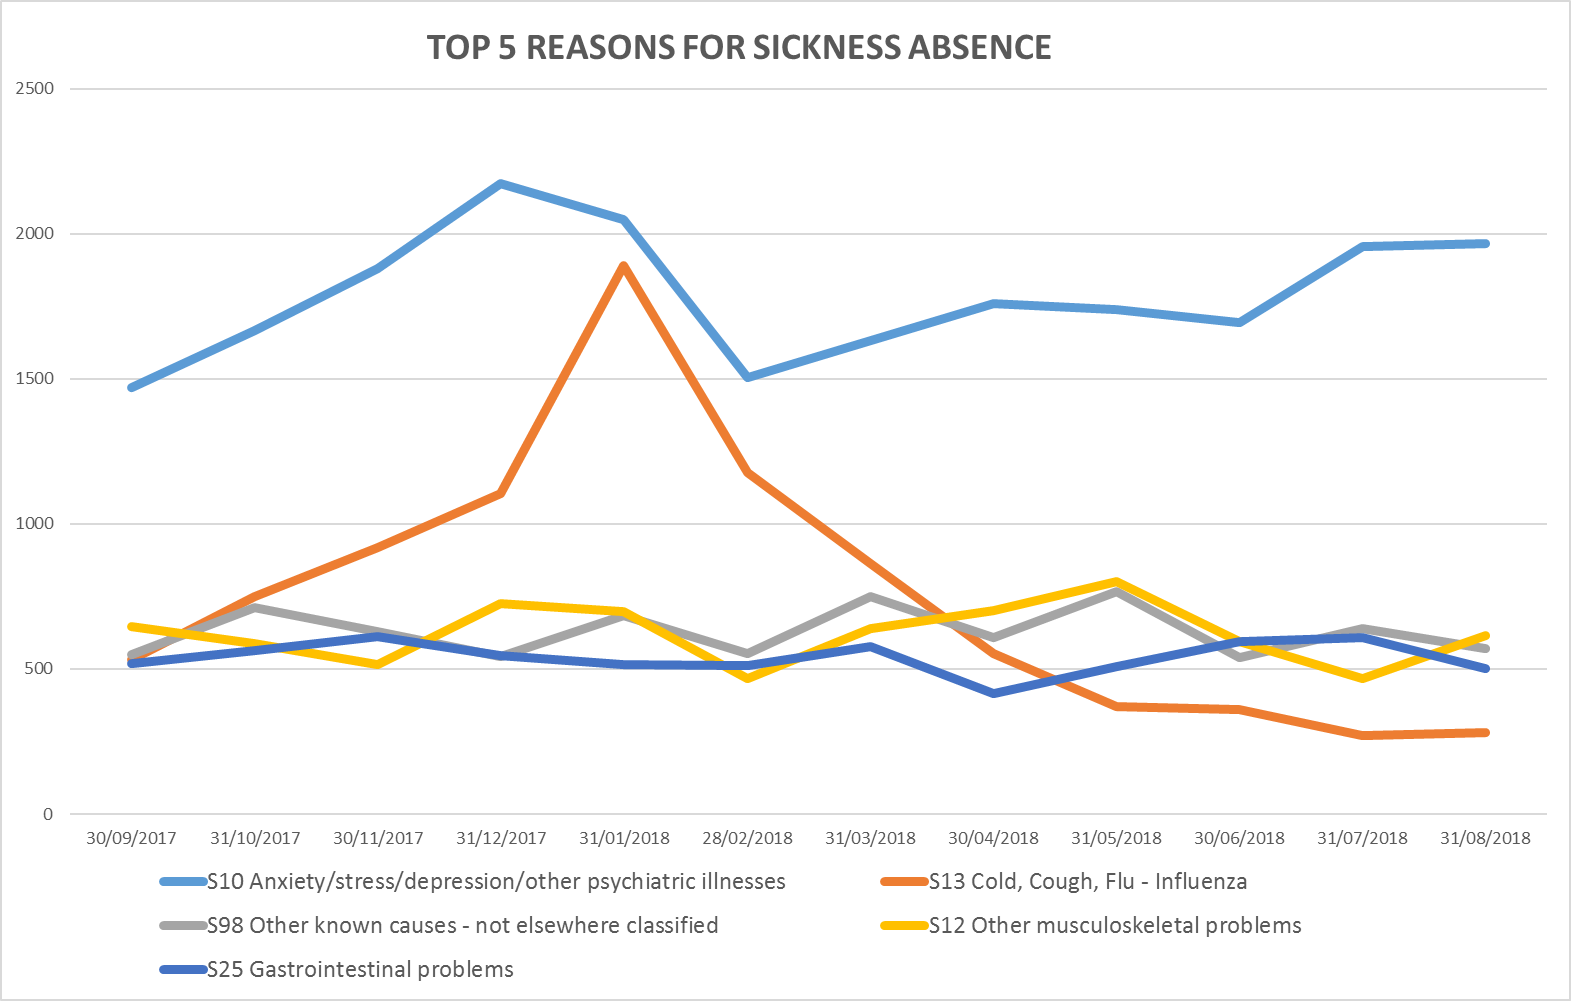 TOP 5 REASONS FOR SICKNESS ABSENCE
2500
2000
1500
1000
500
0
30/09/2017 31/10/2017 30/11/2017 31/12/2017 31/01/2018 28/02/2018 31/03/2018 30/04/2018 31/05/2018 30/06/2018 31/07/2018 31/08/2018
S10 Anxiety/stress/depression/other psychiatric illnesses S13 Cold, Cough, Flu - Influenza
S98 Other known causes - not elsewhere classified S12 Other musculoskeletal problems
S25 Gastrointestinal problems